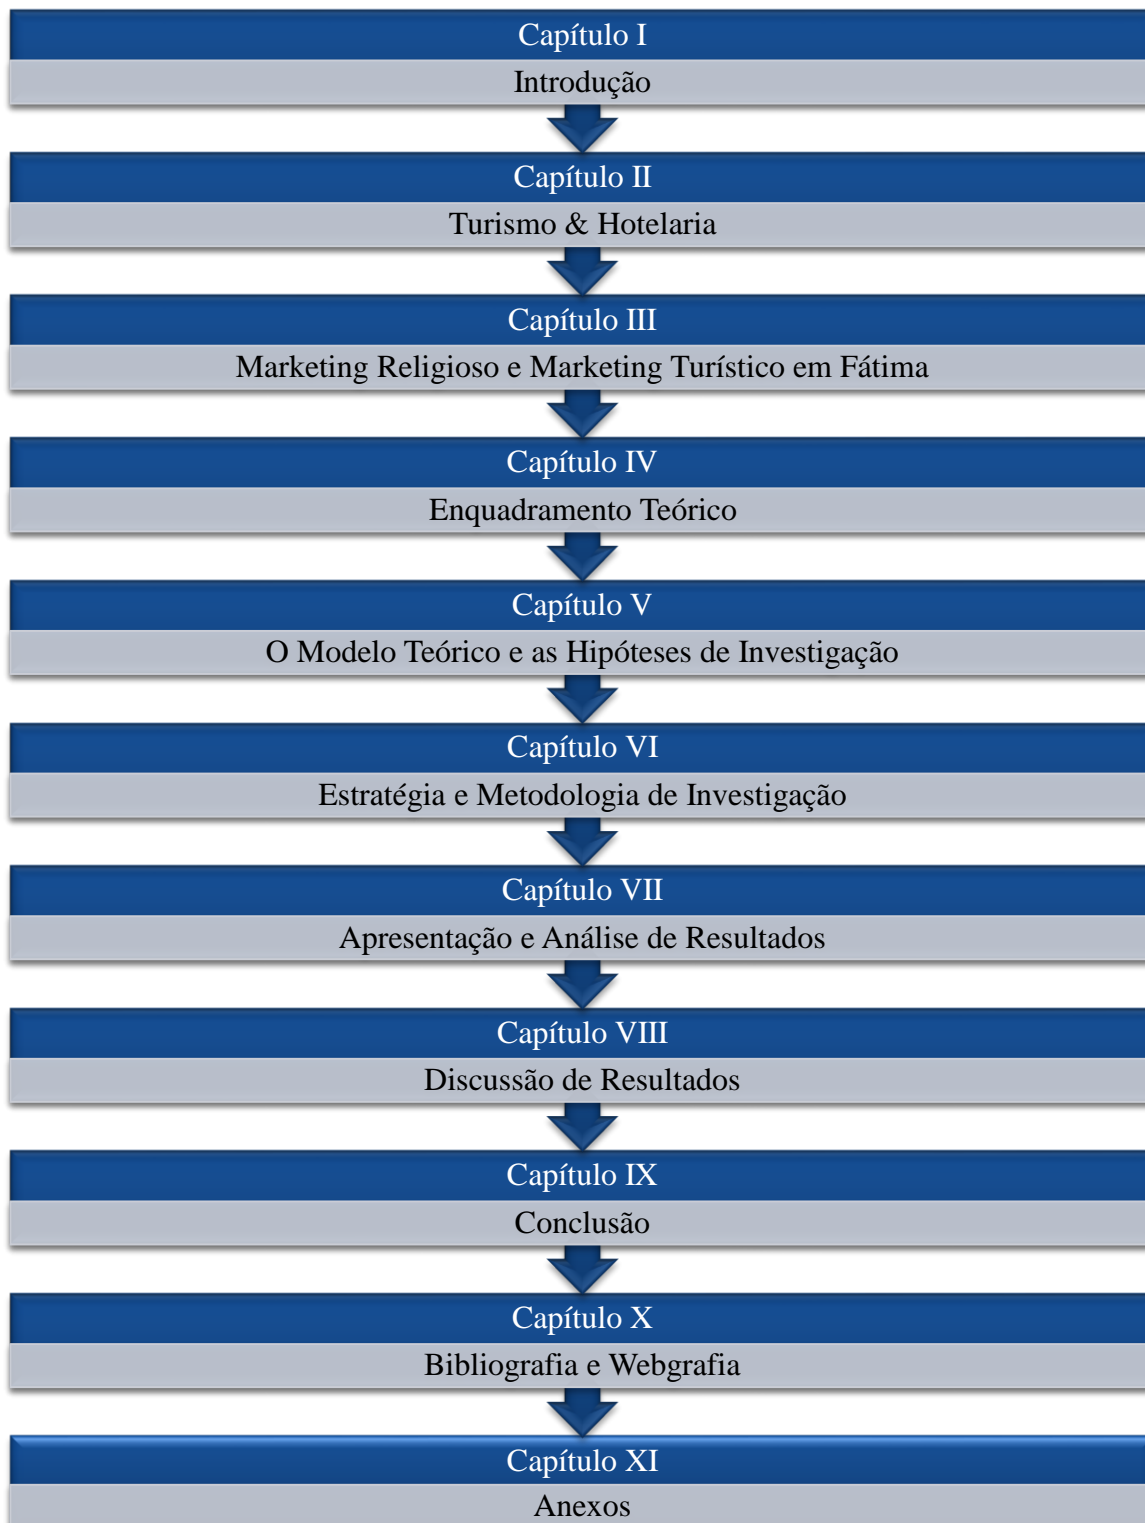 Capítulo I
Introdução
Capítulo II
Turismo & Hotelaria
Capítulo III
Marketing Religioso e Marketing Turístico em Fátima
Capítulo IV
Enquadramento Teórico
Capítulo V
O Modelo Teórico e as Hipóteses de Investigação
Capítulo VI
Estratégia e Metodologia de Investigação
Capítulo VII
Apresentação e Análise de Resultados
Capítulo VIII
Discussão de Resultados
Capítulo IX
Conclusão
Capítulo X
Bibliografia e Webgrafia
Capítulo XI
Anexos